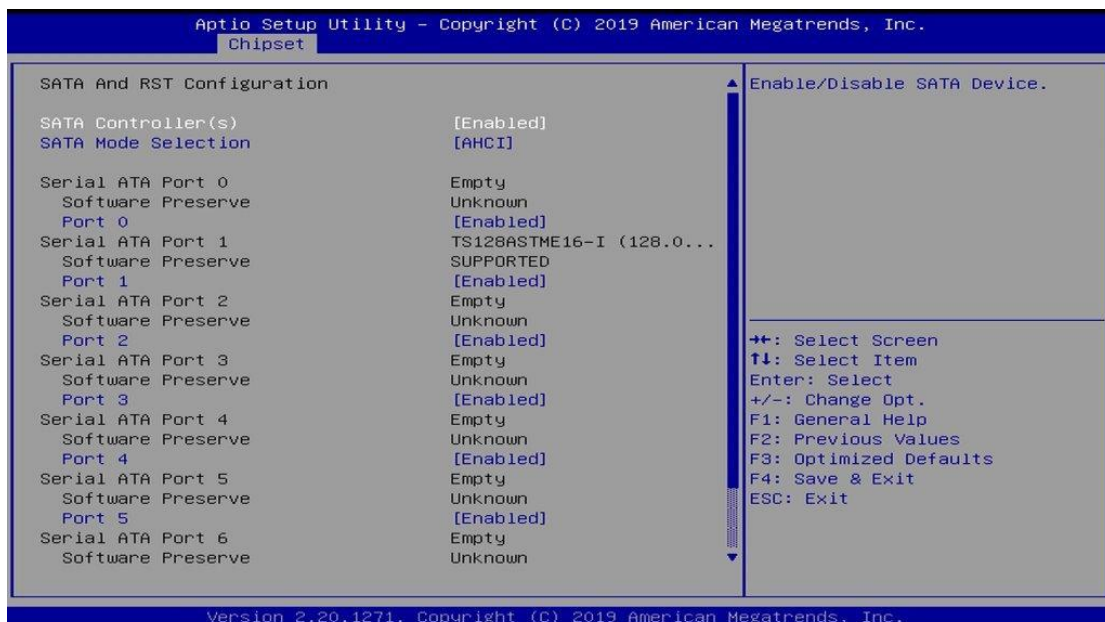 Aptio Setup Utility – Copyright (C) 2019 American Megatrends, Inc.
Chipset
SATA And RST Configuration
SATA Controller(s) [Enabled]
SATA Mode Selection [AHCI]
Serial ATA Port 0 Empty
Software Preserve Unknown
Port 0 [Enabled]
Serial ATA Port 1 TS128ASTME16-I (128.0...
Software Preserve SUPPORTED
Port 1 [Enabled]
Serial ATA Port 2 Empty
Software Preserve Unknown
Port 2 [Enabled]
Serial ATA Port 3 Empty
Software Preserve Unknown
Port 3 [Enabled]
Serial ATA Port 4 Empty
Software Preserve Unknown
Port 4 [Enabled]
Serial ATA Port 5 Empty
Software Preserve Unknown
Port 5 [Enabled]
Serial ATA Port 6 Empty
Software Preserve Unknown
Enable/Disable SATA Device.
→←: Select Screen
↑↓: Select Item
Enter: Select
+/-: Change Opt.
F1: General Help
F2: Previous Values
F3: Optimized Defaults
F4: Save & Exit
ESC: Exit
Version 2.20.1271. Copyright (C) 2019 American Megatrends, Inc.